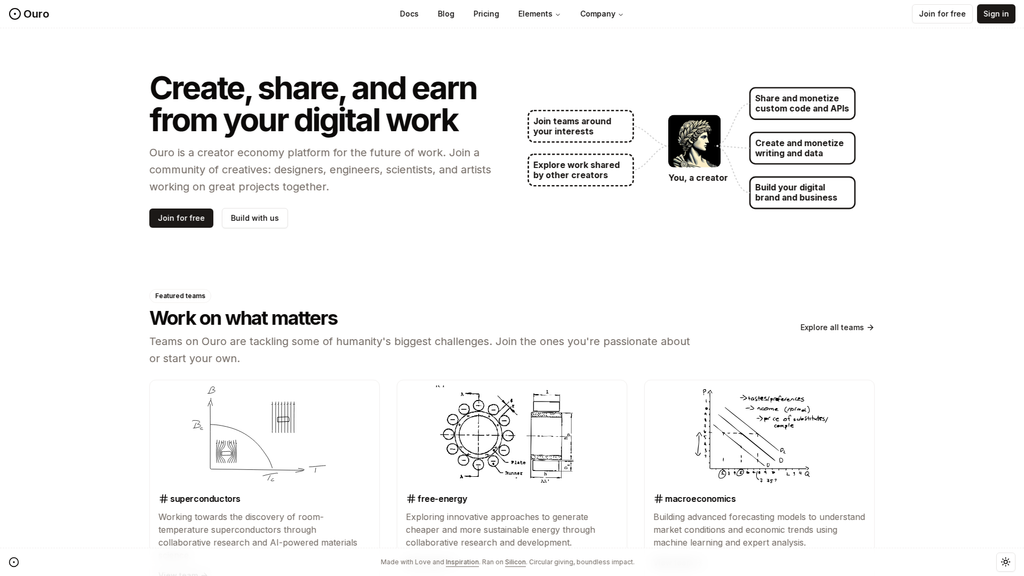 Ouro
Docs
Blog
Pricing
Elements
Company
Join for free
Sign in
Create, share, and earn
from your digital work
Ouro is a creator economy platform for the future of work. Join a
community of creatives: designers, engineers, scientists, and artists
working on great projects together.
Join for free
Build with us
Join teams around
your interests
Explore work shared
by other creators
You, a creator
Share and monetize
custom code and APIs
Create and monetize
writing and data
Build your digital
brand and business
Featured teams
Work on what matters
Teams on Ouro are tackling some of humanity's biggest challenges. Join the ones you're passionate about
or start your own.
Explore all teams →
B
Bc
T
Tc
# superconductors
Working towards the discovery of room-
temperature superconductors through
collaborative research and AI-powered materials
Plate
Runner
# free-energy
Exploring innovative approaches to generate
cheaper and more sustainable energy through
collaborative research and development.
P
→ tastes/preferences
→ income (normal)
→ price of substitutes/
Q
# macroeconomics
Building advanced forecasting models to understand
market conditions and economic trends using
machine learning and expert analysis.
Made with Love and Inspiration. Ran on Silicon. Circular giving, boundless impact.